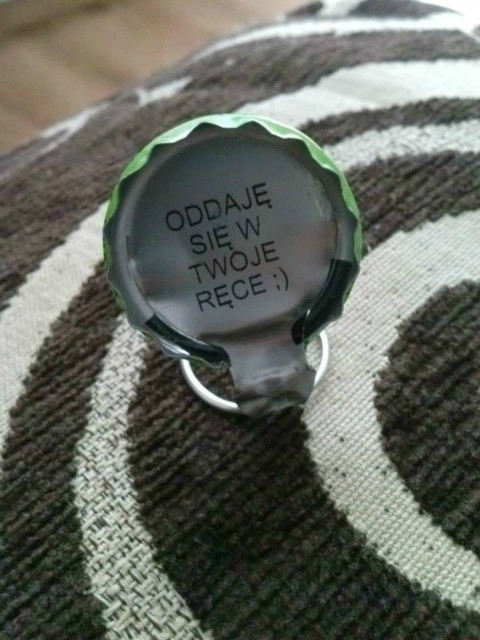 ODDAJĘ
SIĘ W
TWOJE
RĘCE ;)